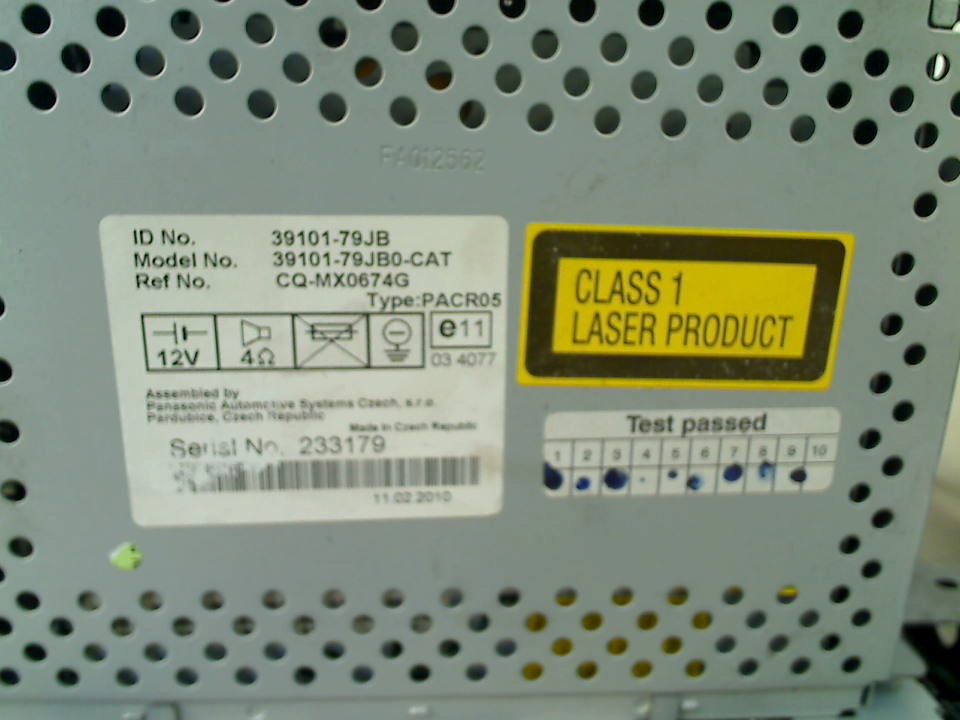 FA012562
ID No. 39101-79JB
Model No. 39101-79JB0-CAT
Ref No. CQ-MX0674G
Type:PACR05
12V 4Ω e11
03 4077
Assembled by
Panasonic Automotive Systems Czech, s.r.o.
Pardubice, Czech Republic
Made in Czech Republic
Serial No. 233179
11.02.2010
CLASS 1
LASER PRODUCT
Test passed
1 2 3 4 5 6 7 8 9 10